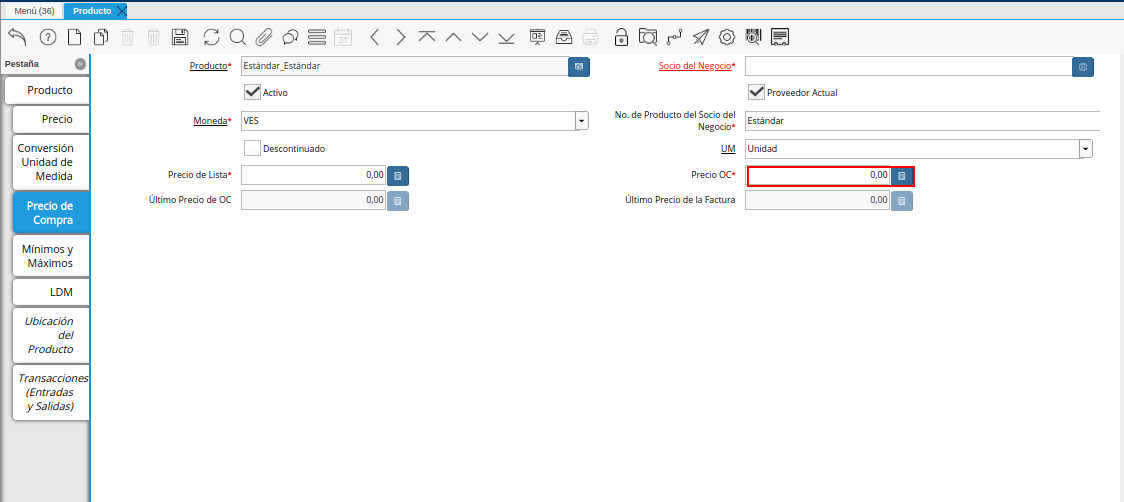 Menú (36) Producto
31
Pestaña
Producto
Precio
Conversión
Unidad de
Medida
Precio de
Compra
Mínimos y
Máximos
LDM
Ubicación
del
Producto
Transacciones
(Entradas
y Salidas)
Producto* Estándar_Estándar Socio del Negocio*
Activo Proveedor Actual
Moneda* VES No. de Producto del Socio del
Negocio* Estándar
Descontinuado UM Unidad
Precio de Lista* 0,00 Precio OC* 0,00
Último Precio de OC 0,00 Último Precio de la Factura 0,00